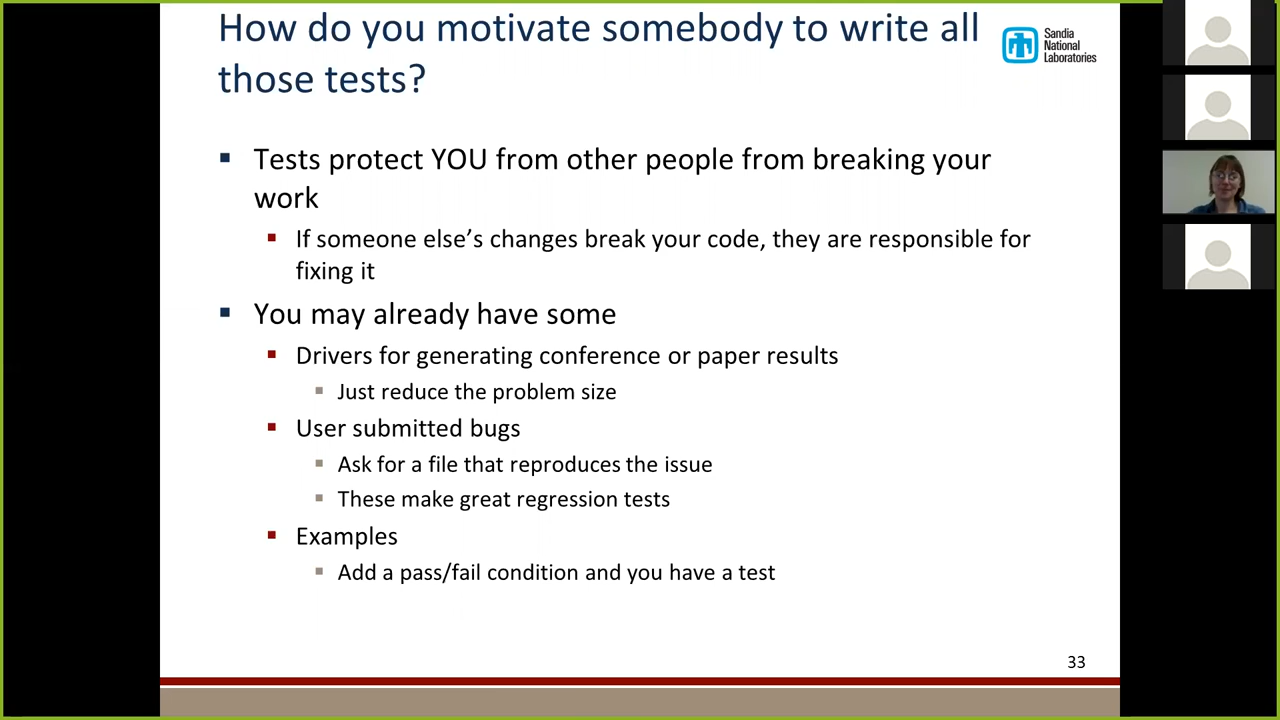 How do you motivate somebody to write all
those tests?
Sandia
National
Laboratories
▪ Tests protect YOU from other people from breaking your
work
▪ If someone else’s changes break your code, they are responsible for
fixing it
▪ You may already have some
▪ Drivers for generating conference or paper results
▪ Just reduce the problem size
▪ User submitted bugs
▪ Ask for a file that reproduces the issue
▪ These make great regression tests
▪ Examples
▪ Add a pass/fail condition and you have a test
33